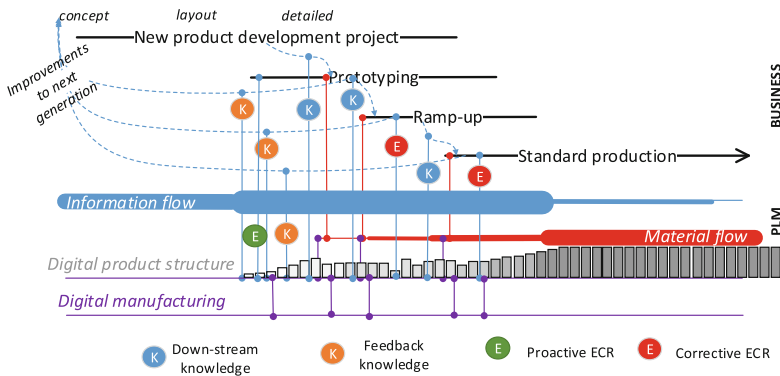 concept layout detailed
New product development project
Improvements
to next
generation
Prototyping
BUSINESS
K
K
K
K
Ramp-up
E
K
K
Standard production
E
Information flow
PLM
E
K
Material flow
Digital product structure
Digital manufacturing
K Down-stream
knowledge
K Feedback
knowledge
E Proactive ECR
E Corrective ECR